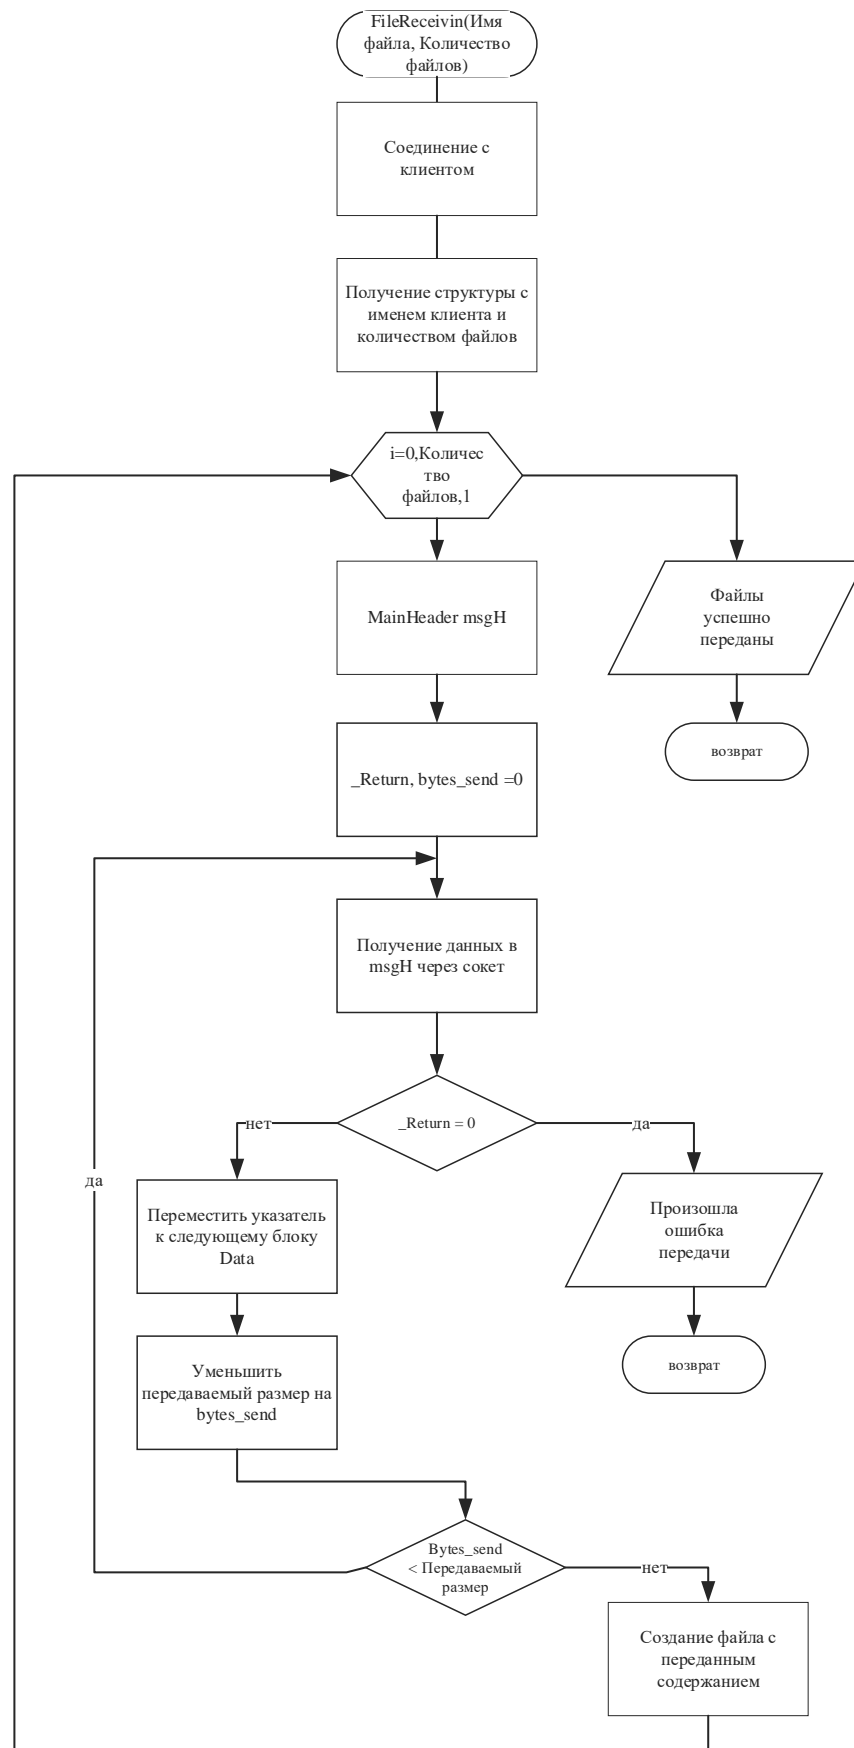 FileReceivin(Имя
файла, Количество
файлов)
Соединение с
клиентом
Получение структуры с
именем клиента и
количеством файлов
i=0,Количес
тво
файлов,1
MainHeader msgH
Файлы
успешно
переданы
_Return, bytes_send =0
возврат
Получение данных в
msgH через сокет
нет
_Return = 0
да
да
Переместить указатель
к следующему блоку
Data
Произошла
ошибка
передачи
Уменьшить
передаваемый размер на
bytes_send
возврат
Bytes_send
< Передаваемый
размер
нет
Создание файла с
переданным
содержанием